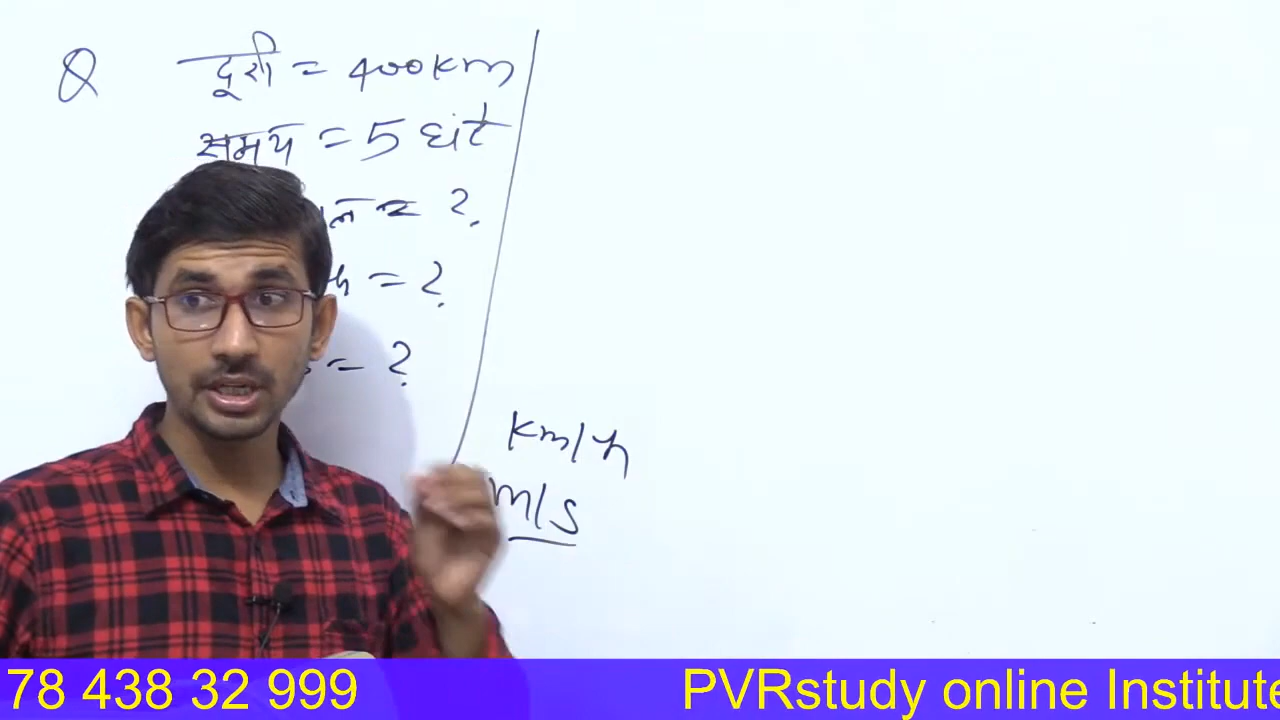 Q दूरी = 400km
समय = 5 घंटे
= ?
= ?
= ?
km/h
m/s
78 438 32 999 PVRstudy online Institute